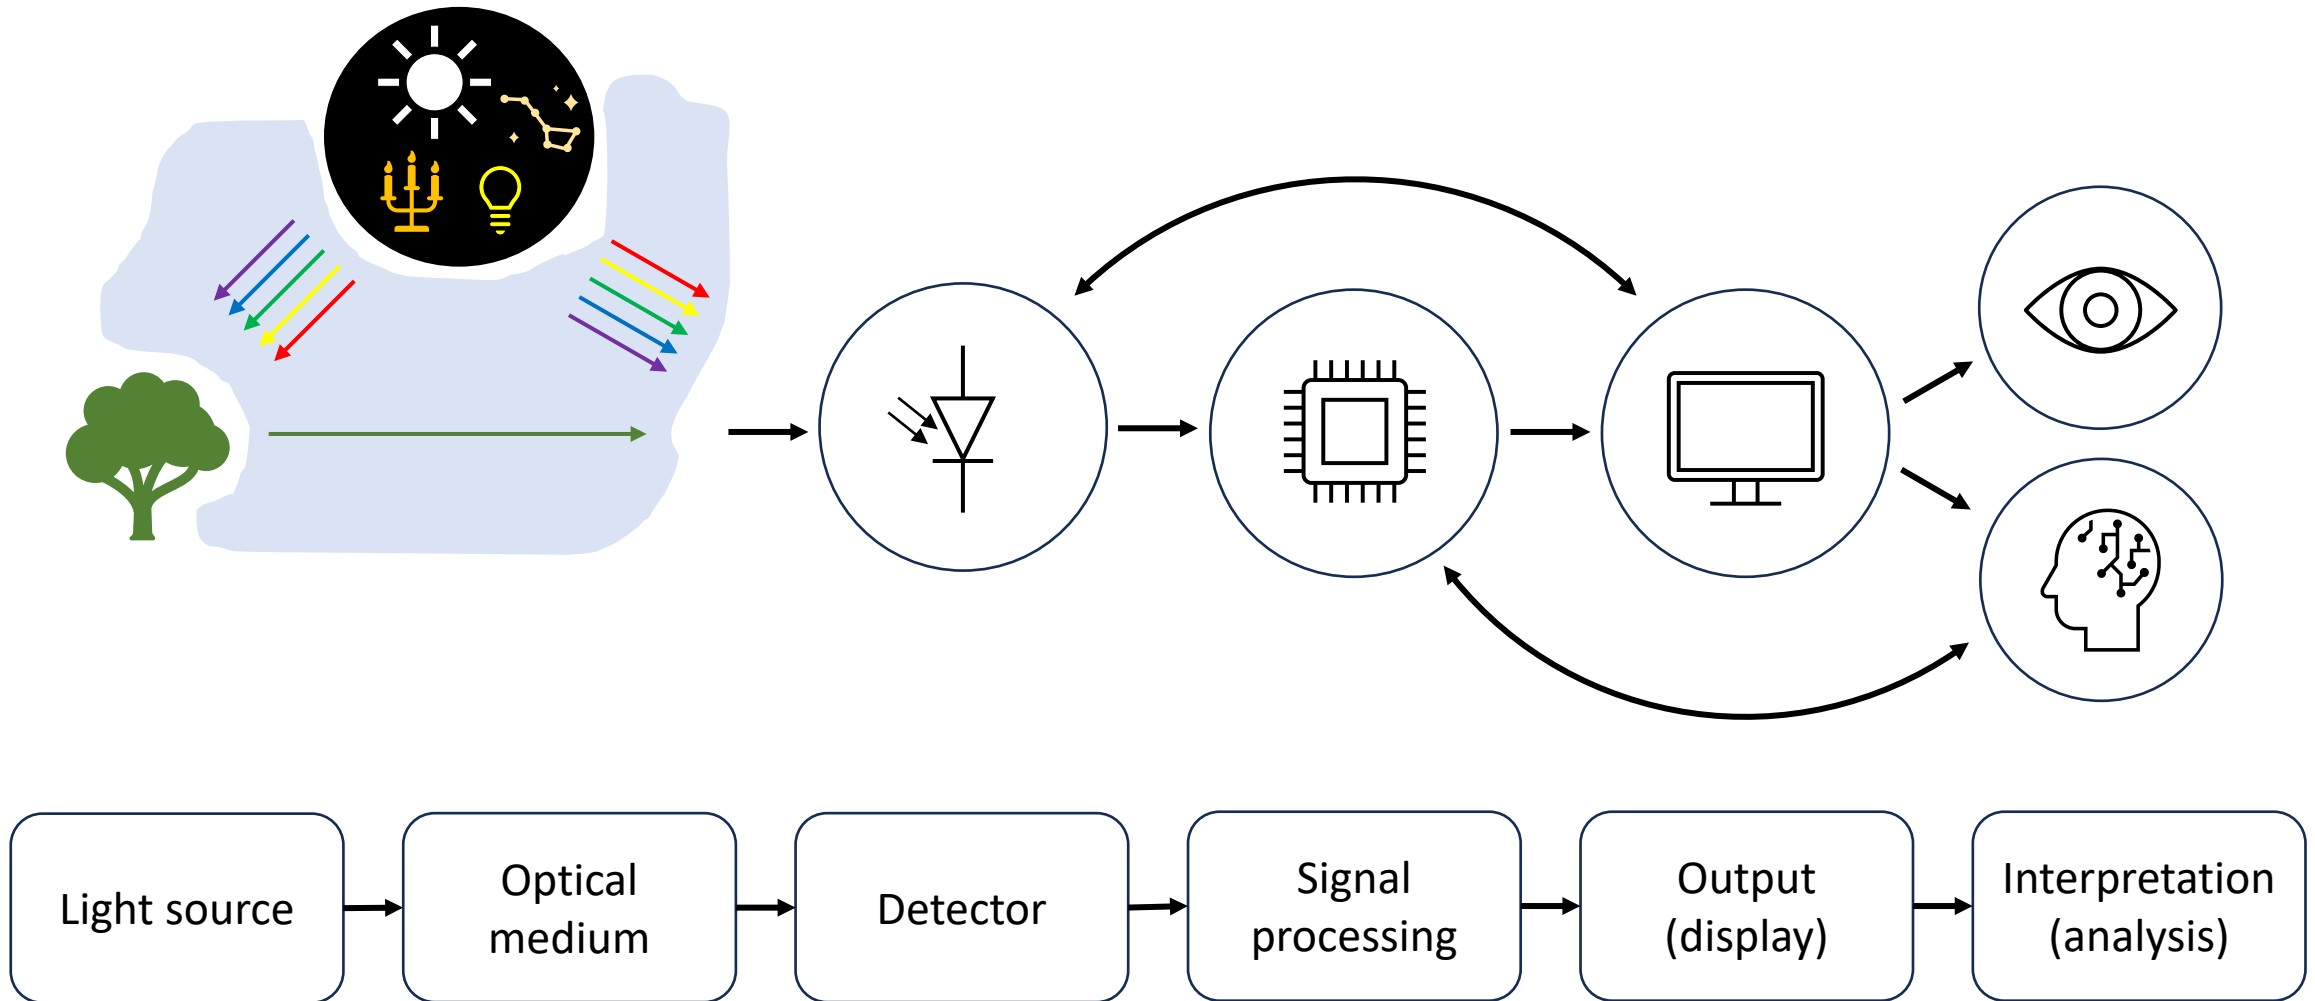 Light source
Optical
medium
Detector
Signal
processing
Output
(display)
Interpretation
(analysis)